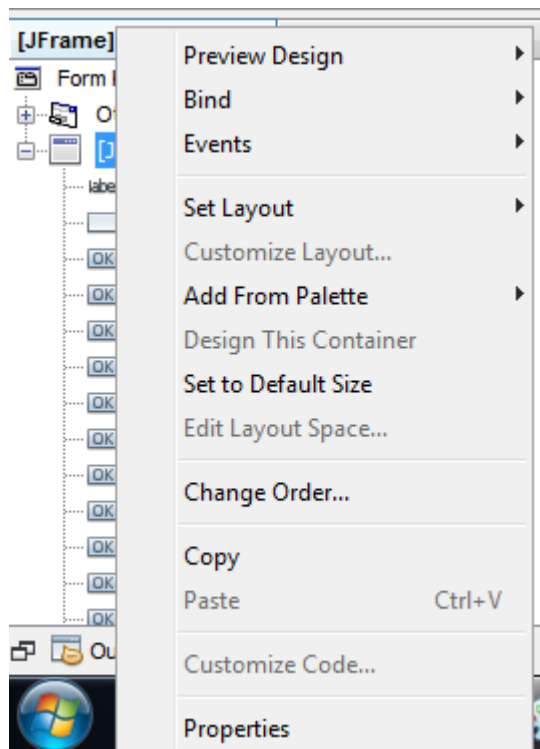 [JFrame]
Form
[J
OK
OK
OK
OK
OK
OK
OK
OK
OK
OK
OK
Ou
Preview Design
Bind
Events
Set Layout
Customize Layout...
Add From Palette
Design This Container
Set to Default Size
Edit Layout Space...
Change Order...
Copy
Paste Ctrl+V
Customize Code...
Properties